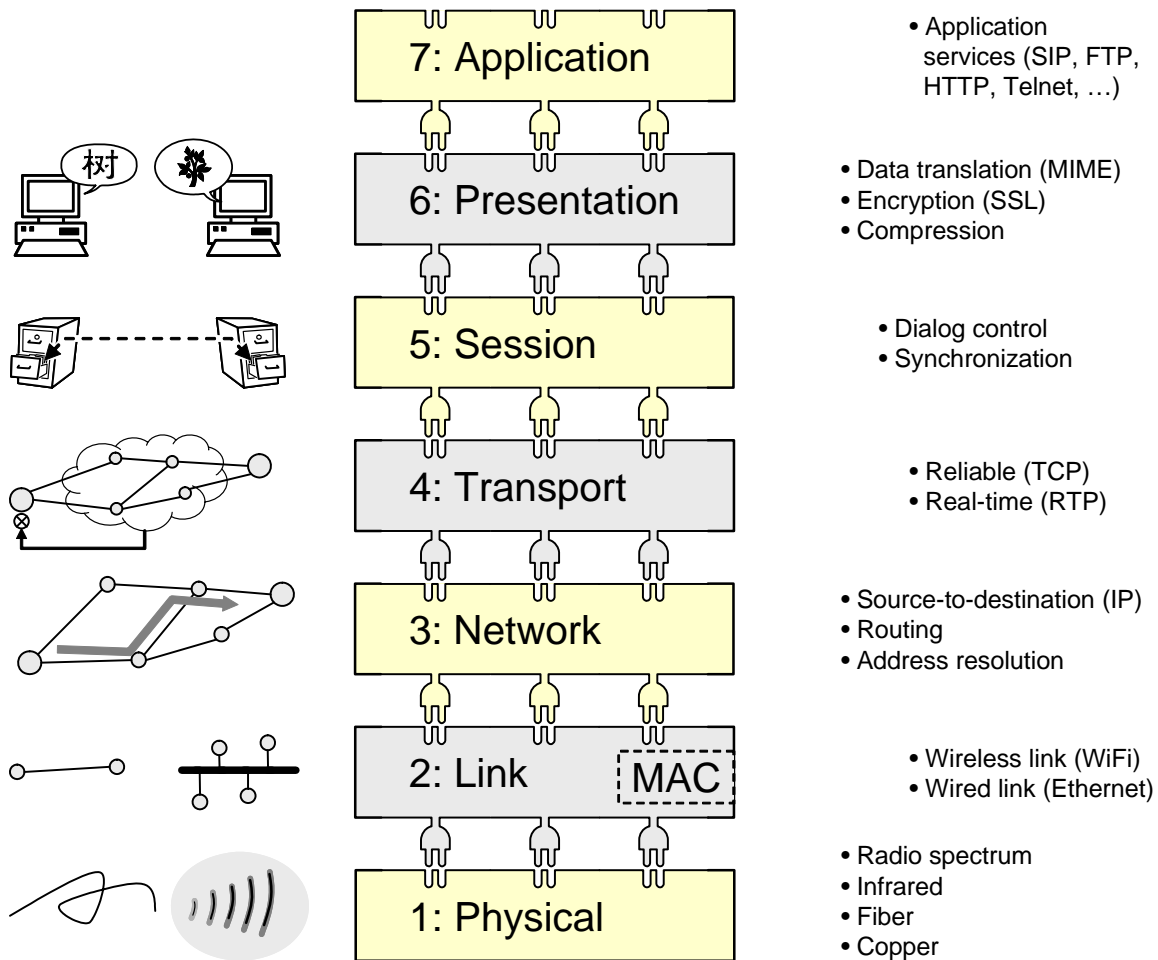 7: Application
• Application
services (SIP, FTP,
HTTP, Telnet, …)
树
6: Presentation
• Data translation (MIME)
• Encryption (SSL)
• Compression
5: Session
• Dialog control
• Synchronization
4: Transport
• Reliable (TCP)
• Real-time (RTP)
3: Network
• Source-to-destination (IP)
• Routing
• Address resolution
2: Link
MAC
• Wireless link (WiFi)
• Wired link (Ethernet)
1: Physical
• Radio spectrum
• Infrared
• Fiber
• Copper